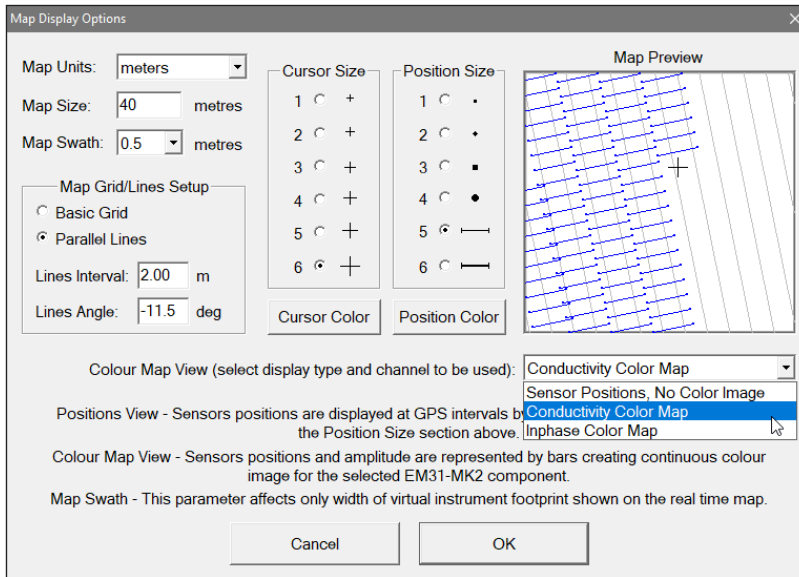 Map Display Options
Map Units: meters
Map Size: 40 metres
Map Swath: 0.5 metres
Map Grid/Lines Setup
Basic Grid
Parallel Lines
Lines Interval: 2.00 m
Lines Angle: -11.5 deg
Cursor Size
1
2
3
4
5
6
Cursor Color
Position Size
1
2
3
4
5
6
Position Color
Map Preview
Colour Map View (select display type and channel to be used): Conductivity Color Map
Sensor Positions, No Color Image
Conductivity Color Map
Inphase Color Map
Positions View - Sensors positions are displayed at GPS intervals by
the Position Size section above.
Colour Map View - Sensors positions and amplitude are represented by bars creating continuous colour
image for the selected EM31-MK2 component.
Map Swath - This parameter affects only width of virtual instrument footprint shown on the real time map.
Cancel
OK